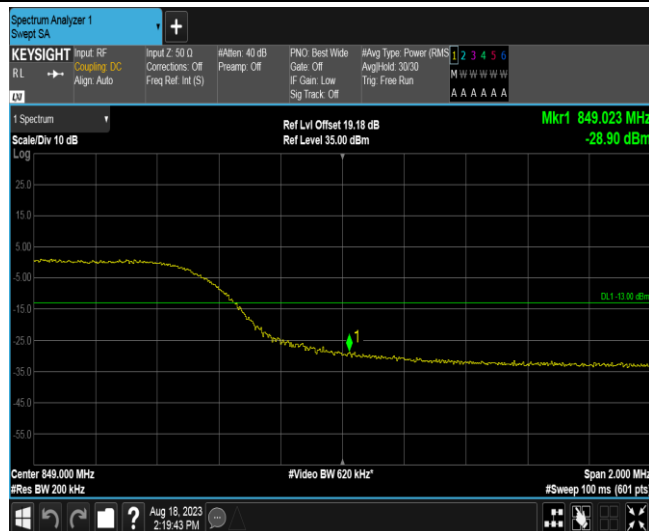 Spectrum Analyzer 1
Swept SA
+
KEYSIGHT
RL
LXI
Input: RF
Coupling: DC
Align: Auto
Input Z: 50 Ω
Corrections: Off
Freq Ref: Int (S)
#Atten: 40 dB
Preamp: Off
PNO: Best Wide
Gate: Off
IF Gain: Low
Sig Track: Off
#Avg Type: Power (RMS
Avg|Hold: 30/30
Trig: Free Run
1 2 3 4 5 6
M W W W W W
A A A A A A
1 Spectrum
Scale/Div 10 dB
Log
Ref Lvl Offset 19.18 dB
Ref Level 35.00 dBm
Mkr1 849.023 MHz
-28.90 dBm
25.0
15.0
5.00
-5.00
DL1 -13.00 dBm
-15.0
1
-25.0
-35.0
-45.0
-55.0
Center 849.000 MHz
#Res BW 200 kHz
#Video BW 620 kHz*
Span 2.000 MHz
#Sweep 100 ms (601 pts)
?
Aug 18, 2023
2:19:43 PM